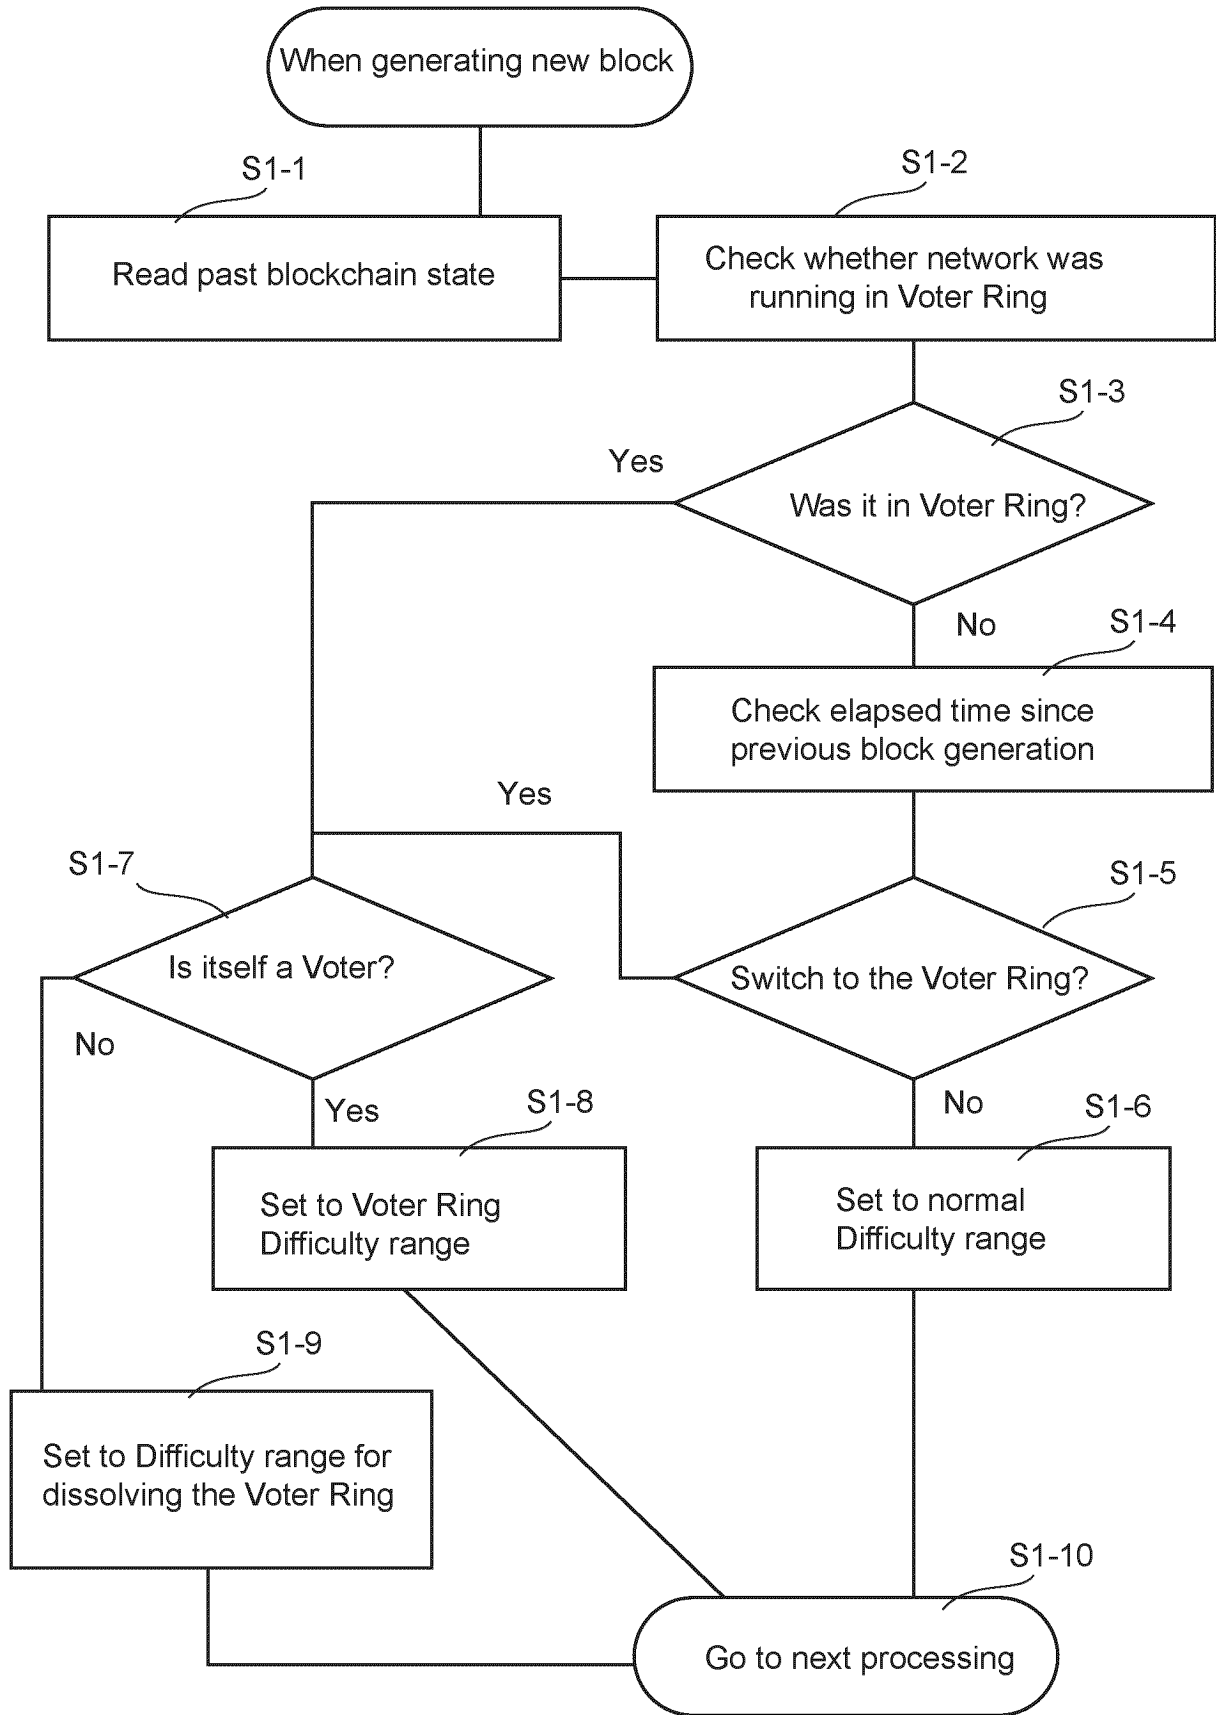 When generating new block
S1-1
S1-2
Read past blockchain state
Check whether network was
running in Voter Ring
S1-3
Yes
Was it in Voter Ring?
No
S1-4
Check elapsed time since
previous block generation
Yes
S1-7
S1-5
Is itself a Voter?
Switch to the Voter Ring?
No
Yes
S1-8
No
S1-6
Set to Voter Ring
Difficulty range
Set to normal
Difficulty range
S1-9
Set to Difficulty range for
dissolving the Voter Ring
S1-10
Go to next processing